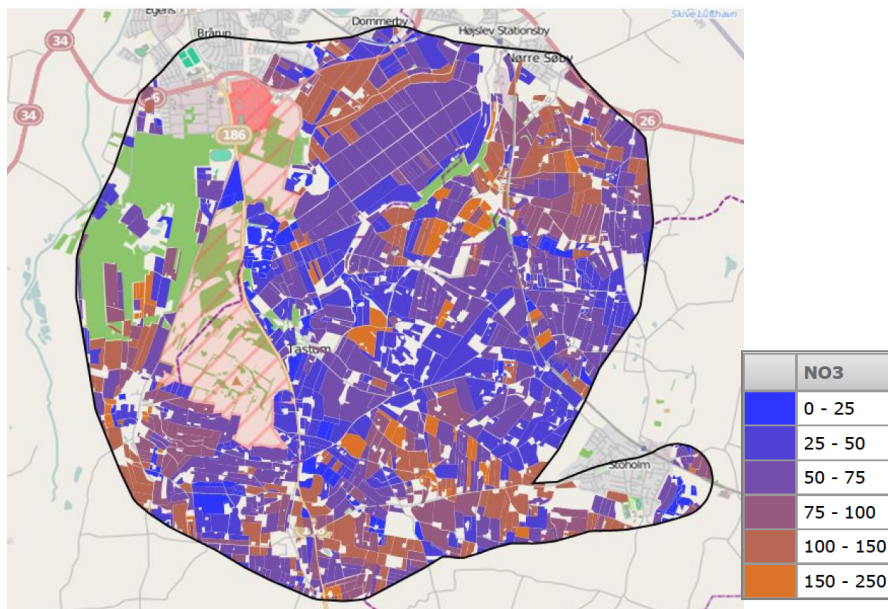 Egens
Dommerby
Skive Lufthavn
Brårup
Højslev Stationsby
34
Nørre Søby
34
26
186
Tastum
Stoholm
NO3
0 - 25
25 - 50
50 - 75
75 - 100
100 - 150
150 - 250